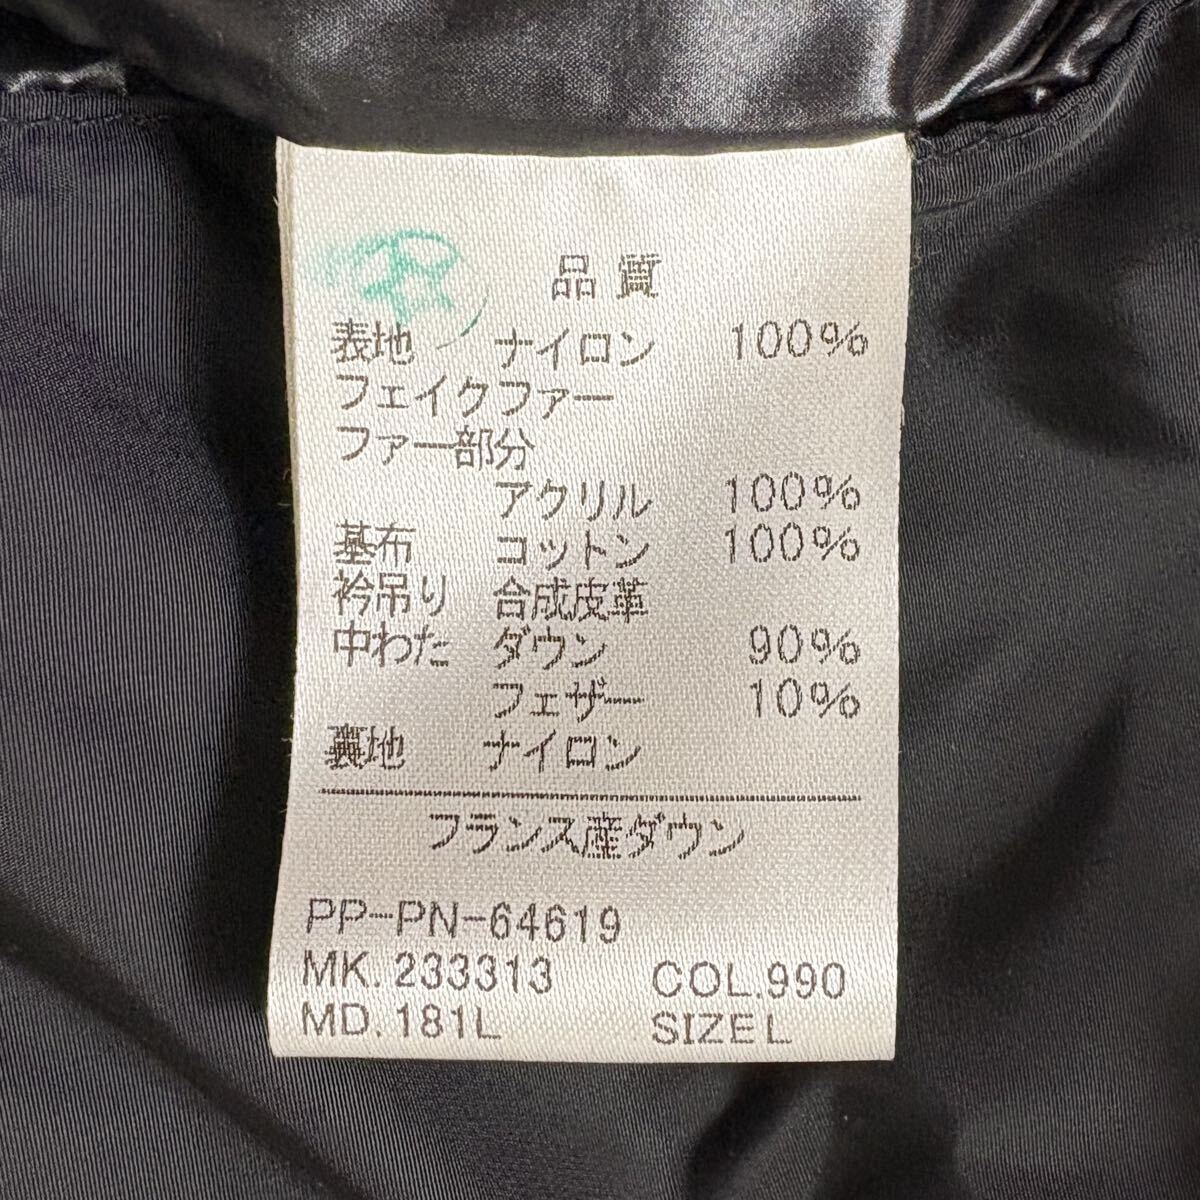 品質
表地 ナイロン 100%
フェイクファー
ファー部分
アクリル 100%
基布 コットン 100%
衿吊り 合成皮革
中わた ダウン 90%
フェザー 10%
裏地 ナイロン
フランス産ダウン
PP-PN-64619
MK.233313 COL.990
MD.181L SIZE L